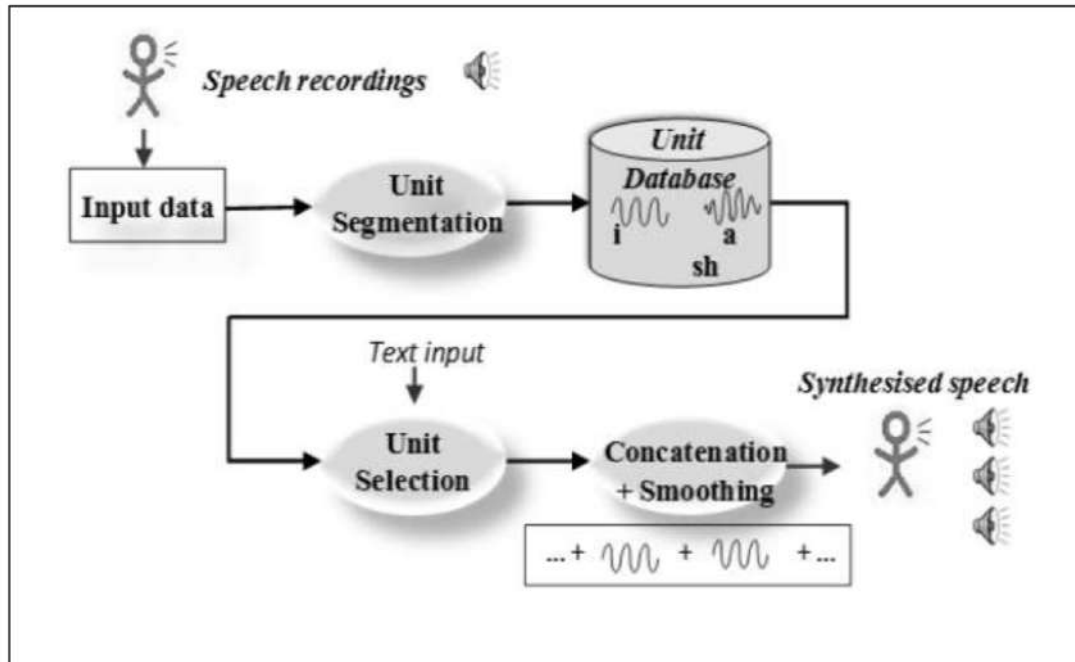 Speech recordings
Input data
Unit
Segmentation
Unit
Database
i a
sh
Text input
Unit
Selection
Concatenation
+ Smoothing
Synthesised speech
... + + + ...